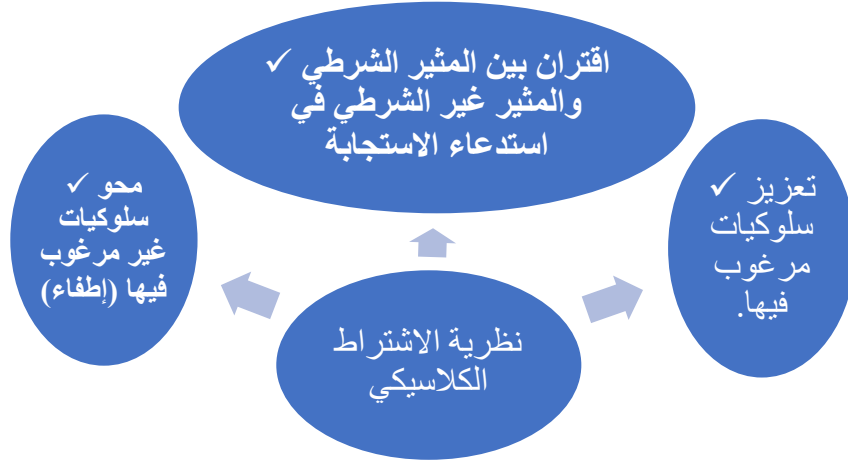 ✓ اقتران بين المثير الشرطي
والمثير غير الشرطي في
استدعاء الاستجابة
✓ تعزيز
سلوكيات
مرغوب
فيها.
✓ محو
سلوكيات
غير مرغوب
فيها (إطفاء)
نظرية الاشتراط
الكلاسيكي